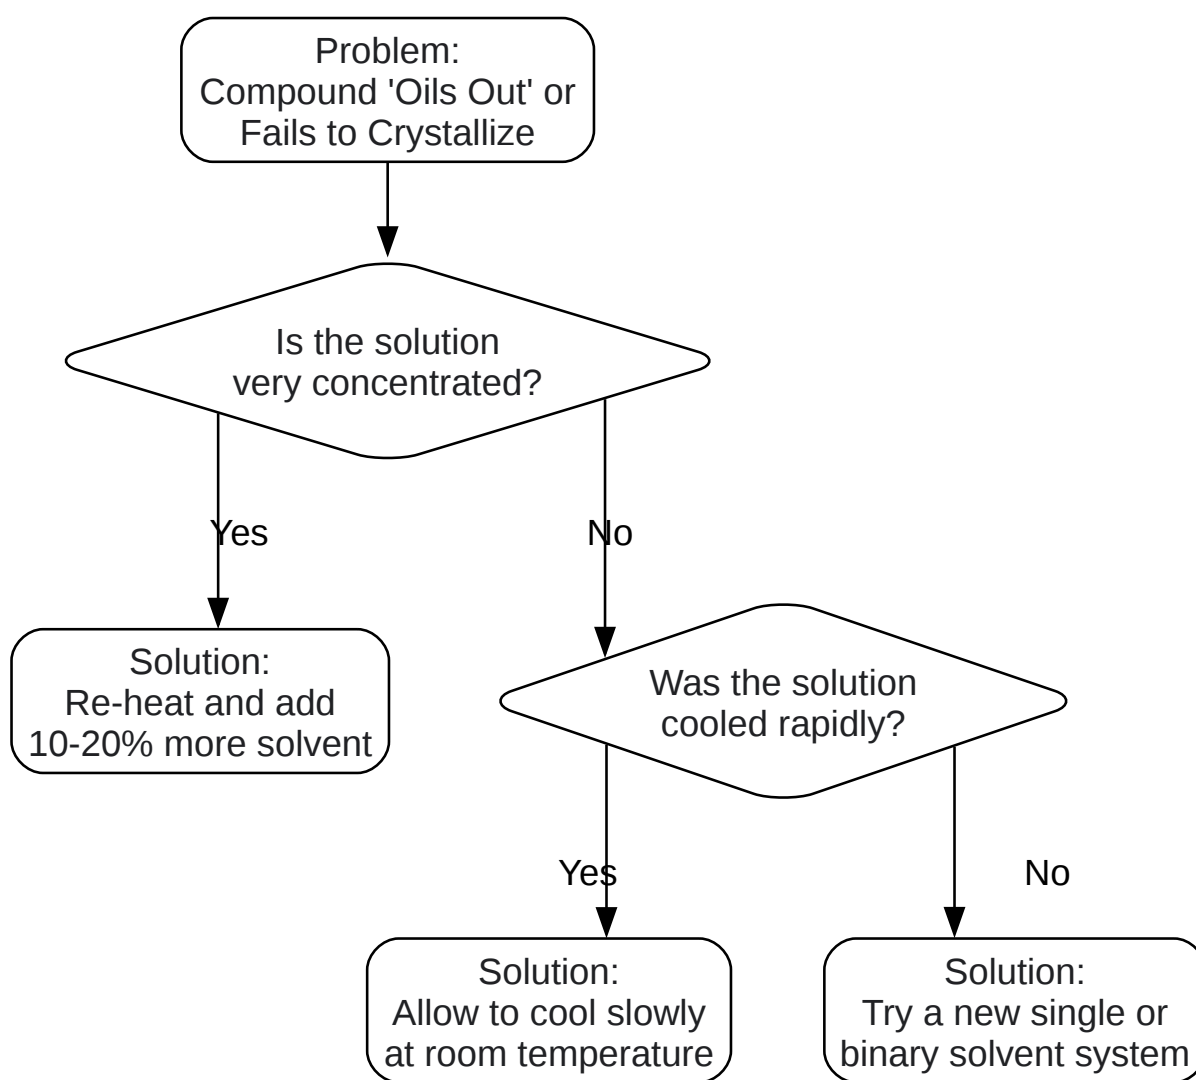 Problem:
Compound 'Oils Out' or
Fails to Crystallize
Is the solution
very concentrated?
Yes
No
Solution:
Re-heat and add
10-20% more solvent
Was the solution
cooled rapidly?
Yes
No
Solution:
Allow to cool slowly
at room temperature
Solution:
Try a new single or
binary solvent system